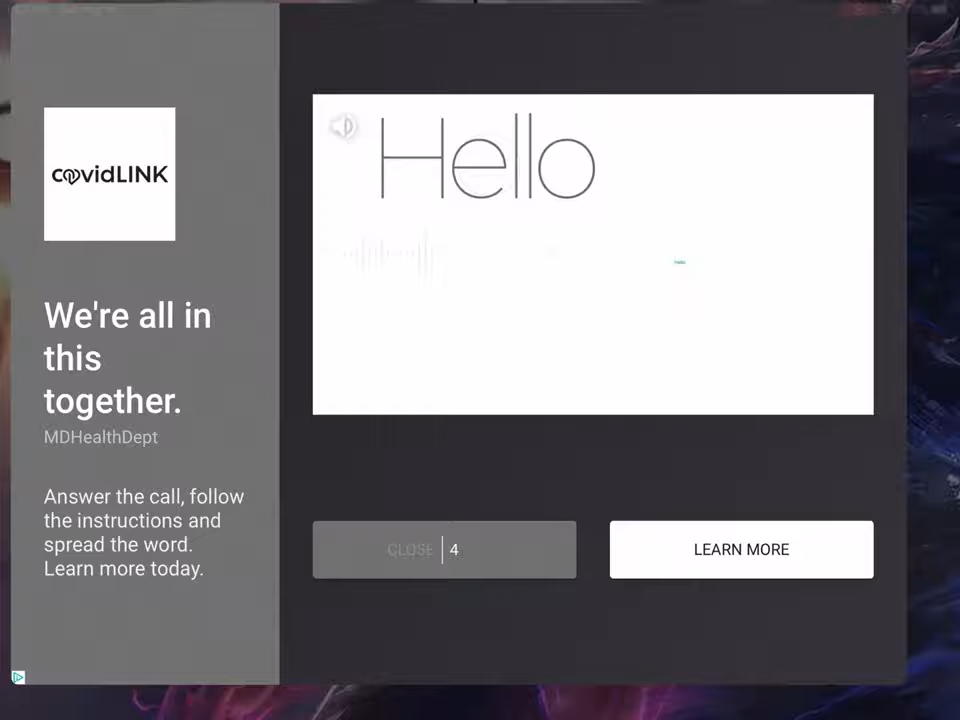 covidLINK
We're all in
this
together.
MDHealthDept
Answer the call, follow
the instructions and
spread the word.
Learn more today.
Hello
Hello
CLOSE 4
LEARN MORE